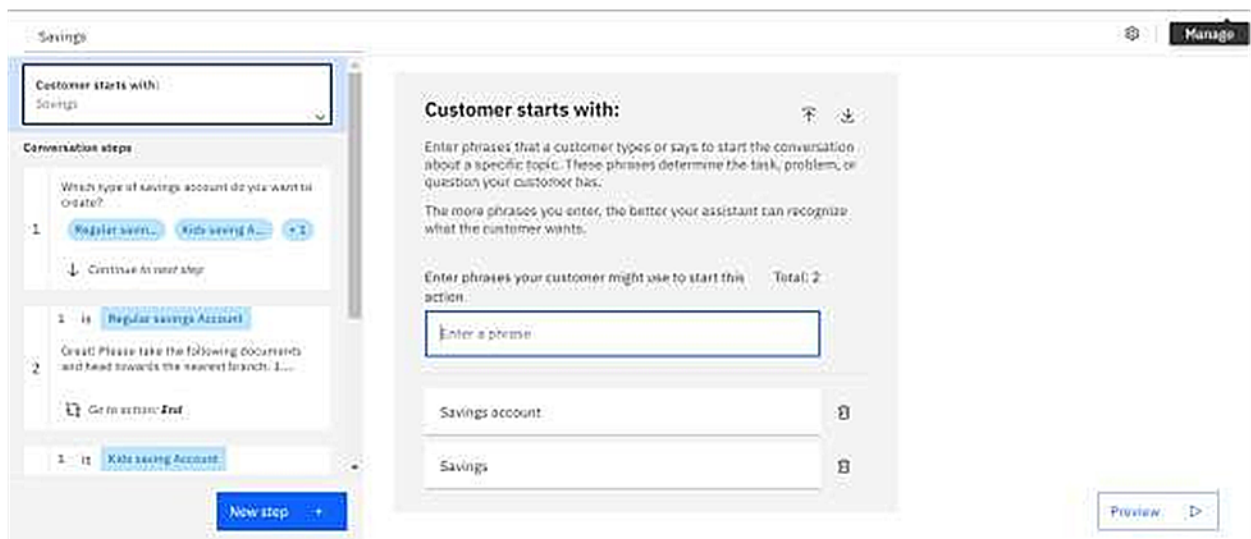 Savings
Manage
Customer starts with:
Savings
Conversation steps
1
Which type of savings account do you want to
create?
Regular savin... Kids saving A... +1
Continue to next step
1 is Regular savings Account
2
Great! Please take the following documents
and head towards the nearest branch. 1....
Go to action: End
1 is Kids saving Account
New step +
Customer starts with:
Enter phrases that a customer types or says to start the conversation
about a specific topic. These phrases determine the task, problem, or
question your customer has.
The more phrases you enter, the better your assistant can recognize
what the customer wants.
Enter phrases your customer might use to start this
action
Total: 2
Enter a phrase
Savings account
Savings
Preview